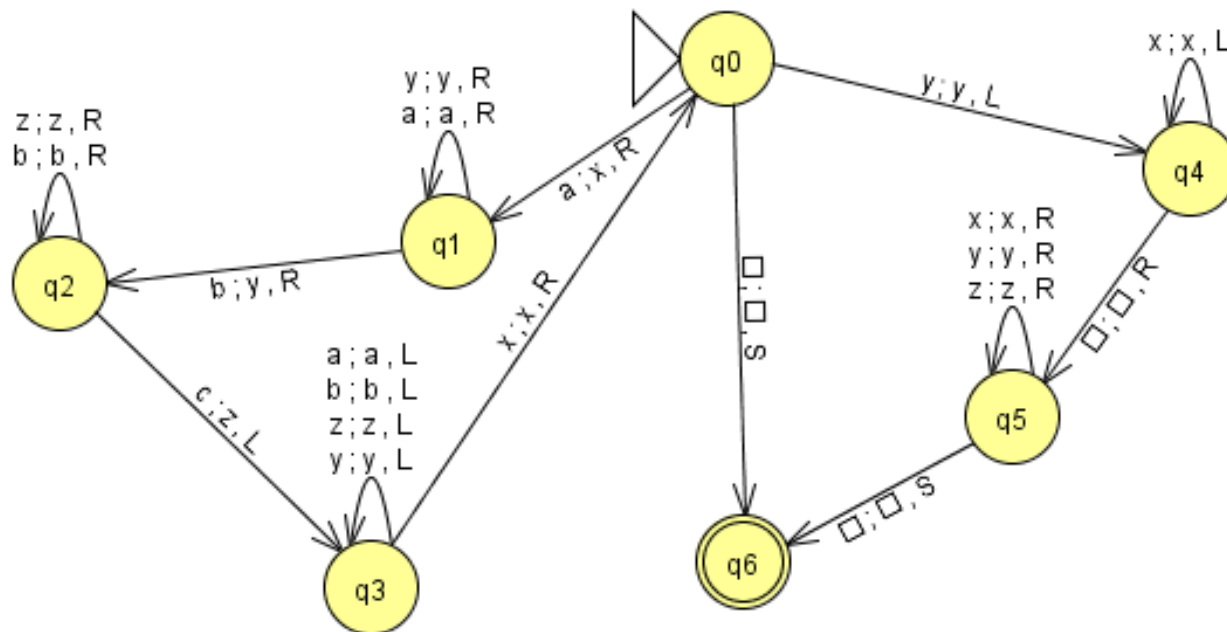 q0
x ; x , L
y ; y , L
q4
y ; y , R
a ; a , R
z ; z , R
b ; b , R
a ; x , R
q1
q2
b ; y , R
x ; x , R
x ; x , R
y ; y , R
z ; z , R
□ ; □ , S
□ ; □ , R
c ; z , L
a ; a , L
b ; b , L
z ; z , L
y ; y , L
q5
□ ; □ , S
q3
q6